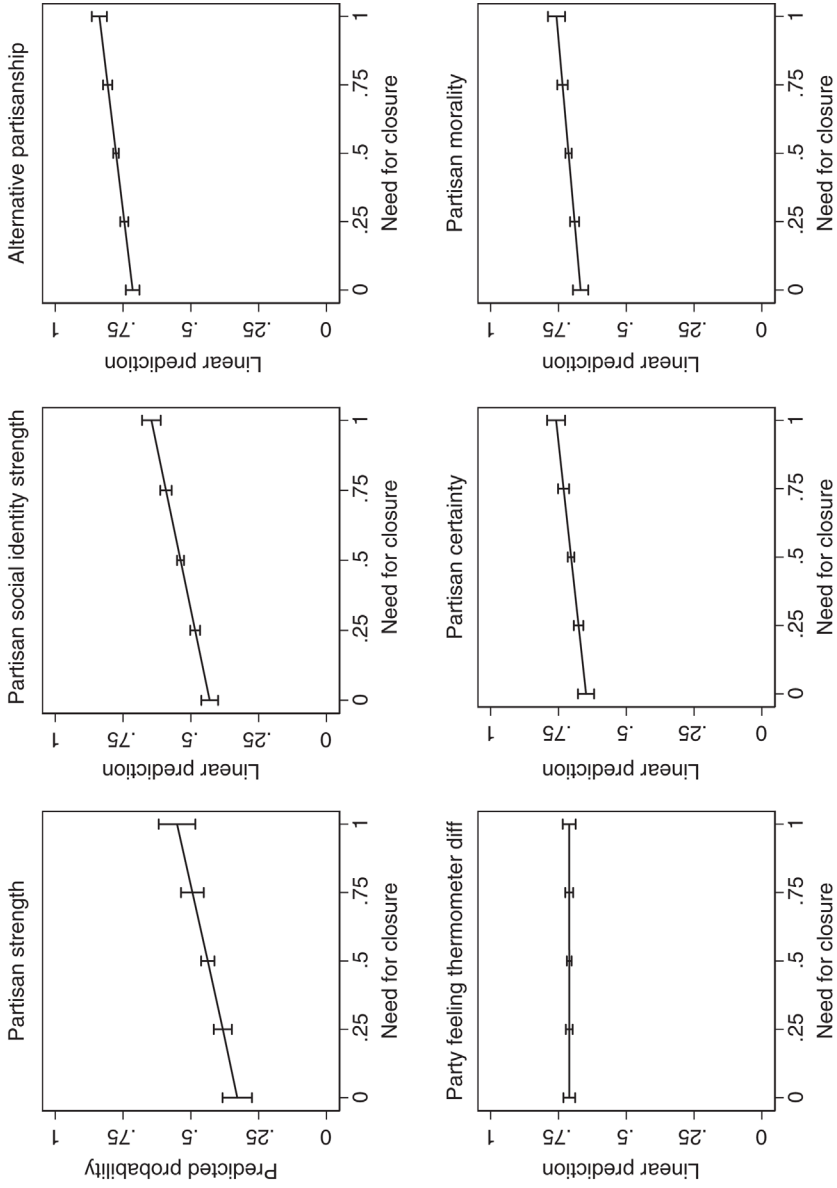 Partisan strength
Predicted probability
1
.75
.5
.25
0
0 .25 .5 .75 1
Need for closure
Partisan social identity strength
Linear prediction
1
.75
.5
.25
0
0 .25 .5 .75 1
Need for closure
Alternative partisanship
Linear prediction
1
.75
.5
.25
0
0 .25 .5 .75 1
Need for closure
Party feeling thermometer diff
Linear prediction
1
.75
.5
.25
0
0 .25 .5 .75 1
Need for closure
Partisan certainty
Linear prediction
1
.75
.5
.25
0
0 .25 .5 .75 1
Need for closure
Partisan morality
Linear prediction
1
.75
.5
.25
0
0 .25 .5 .75 1
Need for closure